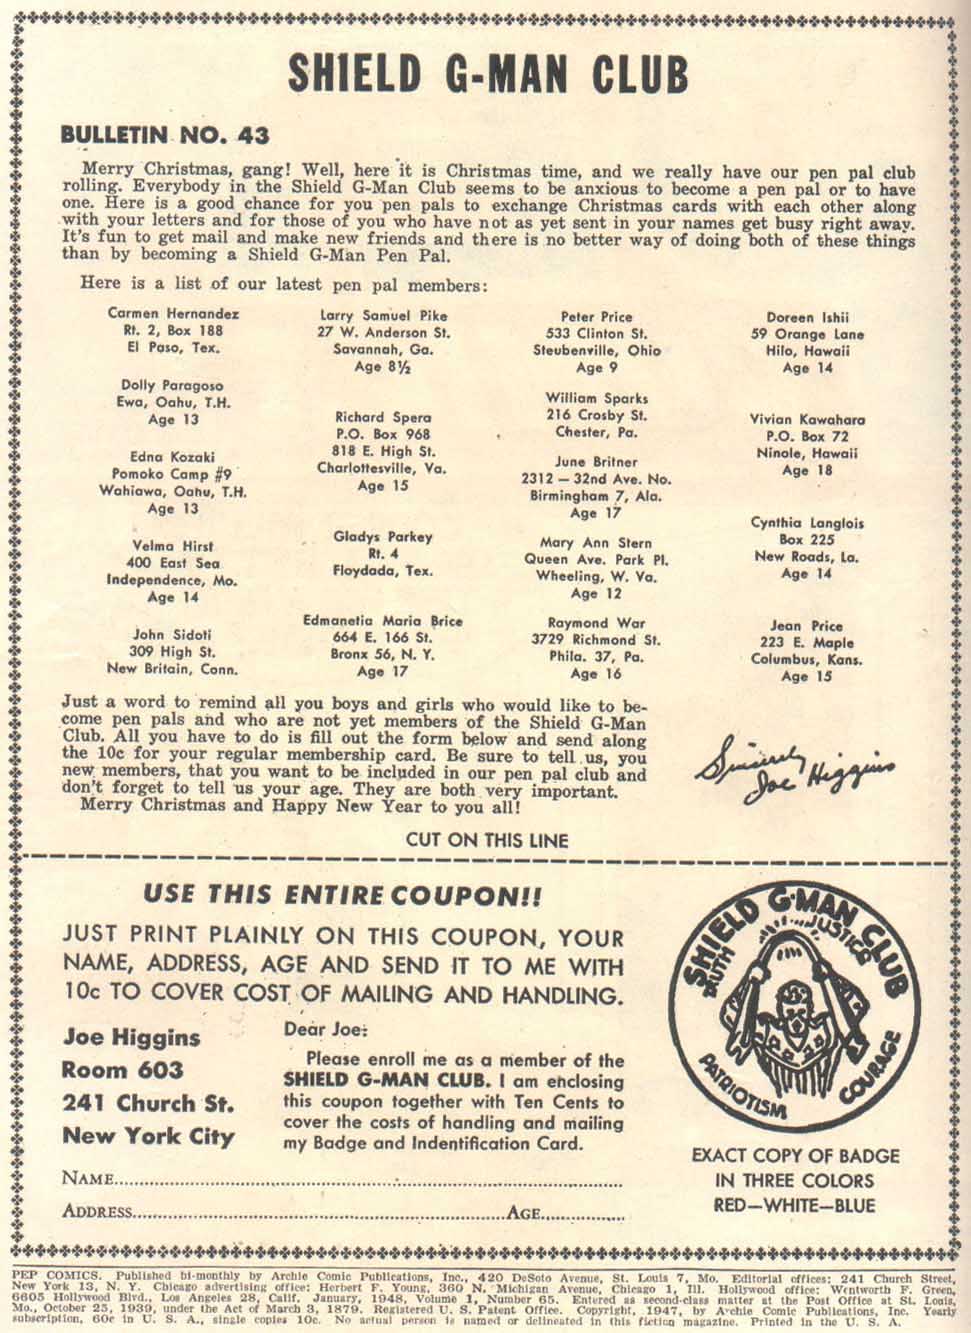 SHIELD G-MAN CLUB
BULLETIN NO. 43
Merry Christmas, gang! Well, here it is Christmas time, and we really have our pen pal club
rolling. Everybody in the Shield G-Man Club seems to be anxious to become a pen pal or to have
one. Here is a good chance for you pen pals to exchange Christmas cards with each other along
with your letters and for those of you who have not as yet sent in your names get busy right away.
It's fun to get mail and make new friends and there is no better way of doing both of these things
than by becoming a Shield G-Man Pen Pal.
Here is a list of our latest pen pal members:
Carmen Hernandez
Rt. 2, Box 188
El Paso, Tex.
Dolly Paragoso
Ewa, Oahu, T.H.
Age 13
Edna Kozaki
Pomoko Camp #9
Wahiawa, Oahu, T.H.
Age 13
Velma Hirst
400 East Sea
Independence, Mo.
Age 14
John Sidoti
309 High St.
New Britain, Conn.
Larry Samuel Pike
27 W. Anderson St.
Savannah, Ga.
Age 8½
Richard Spera
P.O. Box 968
818 E. High St.
Charlottesville, Va.
Age 15
Gladys Parkey
Rt. 4
Floydada, Tex.
Edmanetia Maria Brice
664 E. 166 St.
Bronx 56, N. Y.
Age 17
Peter Price
533 Clinton St.
Steubenville, Ohio
Age 9
William Sparks
216 Crosby St.
Chester, Pa.
June Britner
2312 — 32nd Ave. No.
Birmingham 7, Ala.
Age 17
Mary Ann Stern
Queen Ave. Park Pl.
Wheeling, W. Va.
Age 12
Raymond War
3729 Richmond St.
Phila. 37, Pa.
Age 16
Doreen Ishii
59 Orange Lane
Hilo, Hawaii
Age 14
Vivian Kawahara
P.O. Box 72
Ninole, Hawaii
Age 18
Cynthia Langlois
Box 225
New Roads, La.
Age 14
Jean Price
223 E. Maple
Columbus, Kans.
Age 15
Just a word to remind all you boys and girls who would like to be-
come pen pals and who are not yet members of the Shield G-Man
Club. All you have to do is fill out the form below and send along
the 10c for your regular membership card. Be sure to tell us, you
new members, that you want to be included in our pen pal club and
don't forget to tell us your age. They are both very important.
Merry Christmas and Happy New Year to you all!
Sincerely
Joe Higgins
CUT ON THIS LINE
USE THIS ENTIRE COUPON!!
JUST PRINT PLAINLY ON THIS COUPON, YOUR
NAME, ADDRESS, AGE AND SEND IT TO ME WITH
10c TO COVER COST OF MAILING AND HANDLING.
Joe Higgins
Room 603
241 Church St.
New York City
Dear Joe:
Please enroll me as a member of the
SHIELD G-MAN CLUB. I am enclosing
this coupon together with Ten Cents to
cover the costs of handling and mailing
my Badge and Indentification Card.
NAME
ADDRESS AGE
SHIELD G-MAN CLUB
TRUTH
JUSTICE
PATRIOTISM
COURAGE
EXACT COPY OF BADGE
IN THREE COLORS
RED—WHITE—BLUE
PEP COMICS. Published bi-monthly by Archie Comic Publications, Inc., 420 DeSoto Avenue, St. Louis 7, Mo. Editorial offices: 241 Church Street,
New York 13, N. Y. Chicago advertising office: Herbert F. Young, 360 N. Michigan Avenue, Chicago 1, Ill. Hollywood office: Wentworth F. Green,
6605 Hollywood Blvd., Los Angeles 28, Calif. January, 1948, Volume 1, Number 65. Entered as second-class matter at the Post Office at St. Louis,
Mo., October 25, 1939, under the Act of March 3, 1879. Registered U. S. Patent Office. Copyright, 1947, by Archie Comic Publications, Inc. Yearly
subscription, 60c in U. S. A., single copies 10c. No actual person is named or delineated in this fiction magazine. Printed in the U. S. A.